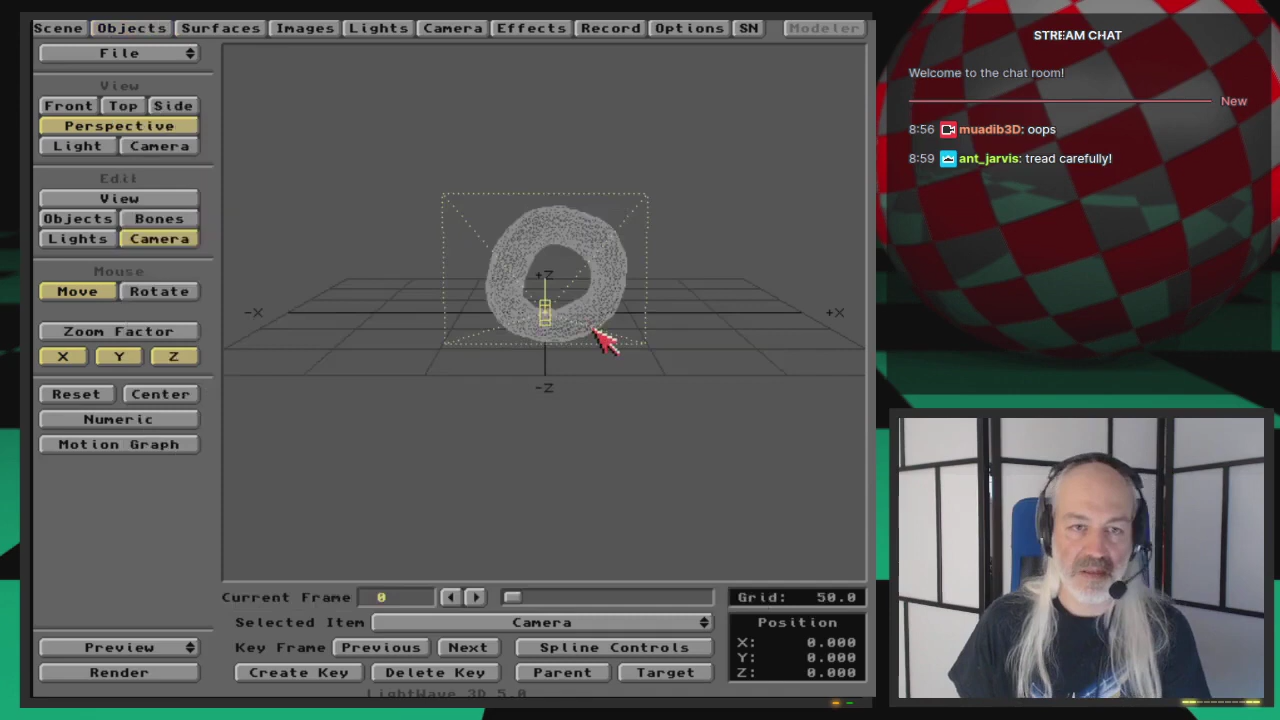 Scene Objects Surfaces Images Lights Camera Effects Record Options SN Modeler
File
View
Front Top Side
Perspective
Light Camera
Edit
View
Objects Bones
Lights Camera
Mouse
Move Rotate
Zoom Factor
X Y Z
Reset Center
Numeric
Motion Graph
Preview
Render
+Z
-X
+X
-Z
Current Frame 0
Grid: 50.0
Selected Item Camera
Position
Key Frame Previous Next Spline Controls
X: 0.000
Y: 0.000
Create Key Delete Key Parent Target
Z: 0.000
LightWave 3D 5.0
STREAM CHAT
Welcome to the chat room!
New
8:56 muadib3D: oops
8:59 ant_jarvis: tread carefully!